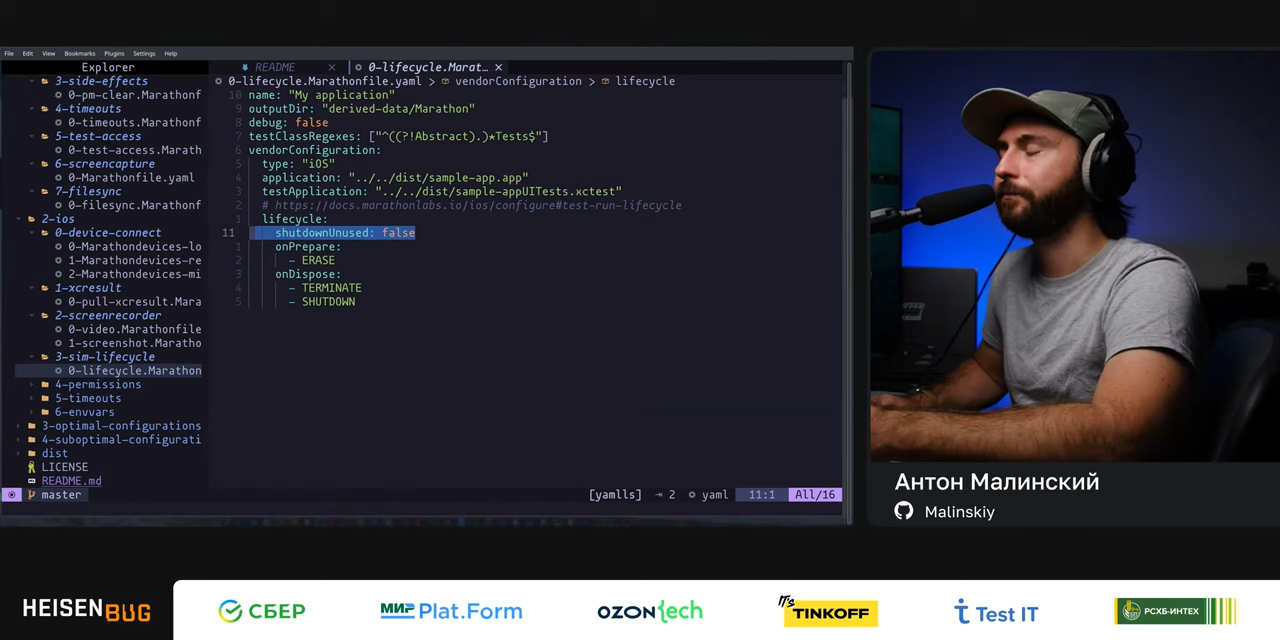 File Edit View Bookmarks Plugins Settings Help
Explorer
README × 0-lifecycle.Marat… ×
0-lifecycle.Marathonfile.yaml > vendorConfiguration > lifecycle
3-side-effects
0-pm-clear.Marathonf
4-timeouts
0-timeouts.Marathonf
5-test-access
0-test-access.Marath
6-screencapture
0-Marathonfile.yaml
7-filesync
0-filesync.Marathonf
2-ios
0-device-connect
0-Marathondevices-lo
1-Marathondevices-re
2-Marathondevices-mi
1-xcresult
0-pull-xcresult.Mara
2-screenrecorder
0-video.Marathonfile
1-screenshot.Maratho
3-sim-lifecycle
0-lifecycle.Marathon
4-permissions
5-timeouts
6-envvars
3-optimal-configurations
4-suboptimal-configurati
dist
LICENSE
README.md
10 name: "My application"
9 outputDir: "derived-data/Marathon"
8 debug: false
7 testClassRegexes: ["^((?!Abstract).)*Tests$"]
6 vendorConfiguration:
5 type: "iOS"
4 application: "../../dist/sample-app.app"
3 testApplication: "../../dist/sample-appUITests.xctest"
2 # https://docs.marathonlabs.io/ios/configure#test-run-lifecycle
1 lifecycle:
11 shutdownUnused: false
1 onPrepare:
2 - ERASE
3 onDispose:
4 - TERMINATE
5 - SHUTDOWN
master [yamlls] 2 yaml 11:1 All/16
Антон Малинский
Malinskiy
HEISENBUG
СБЕР
МИР Plat.Form
OZON{ech
IT'S TINKOFF
Test IT
РСХБ-ИНТЕХ